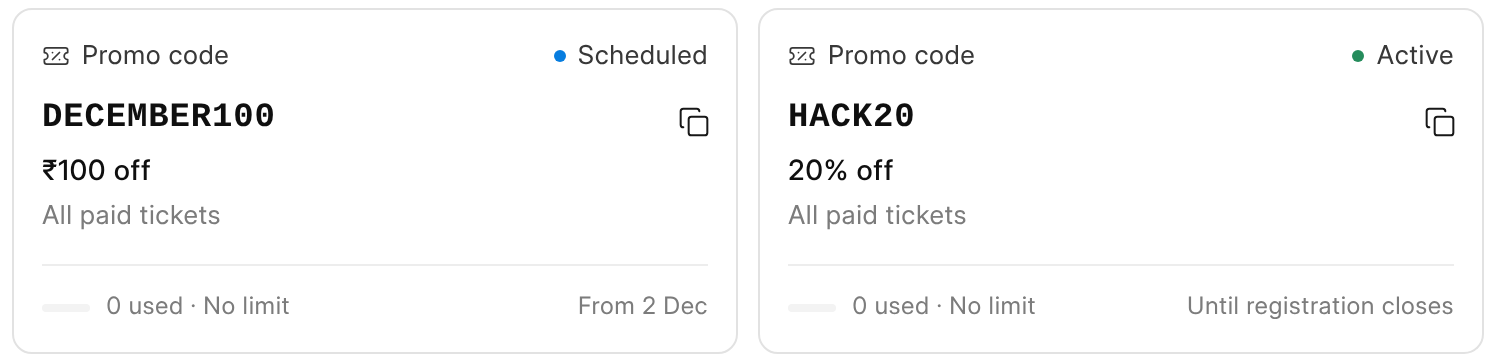 Promo code
Scheduled
DECEMBER100
₹100 off
All paid tickets
0 used · No limit
From 2 Dec
Promo code
Active
HACK20
20% off
All paid tickets
0 used · No limit
Until registration closes